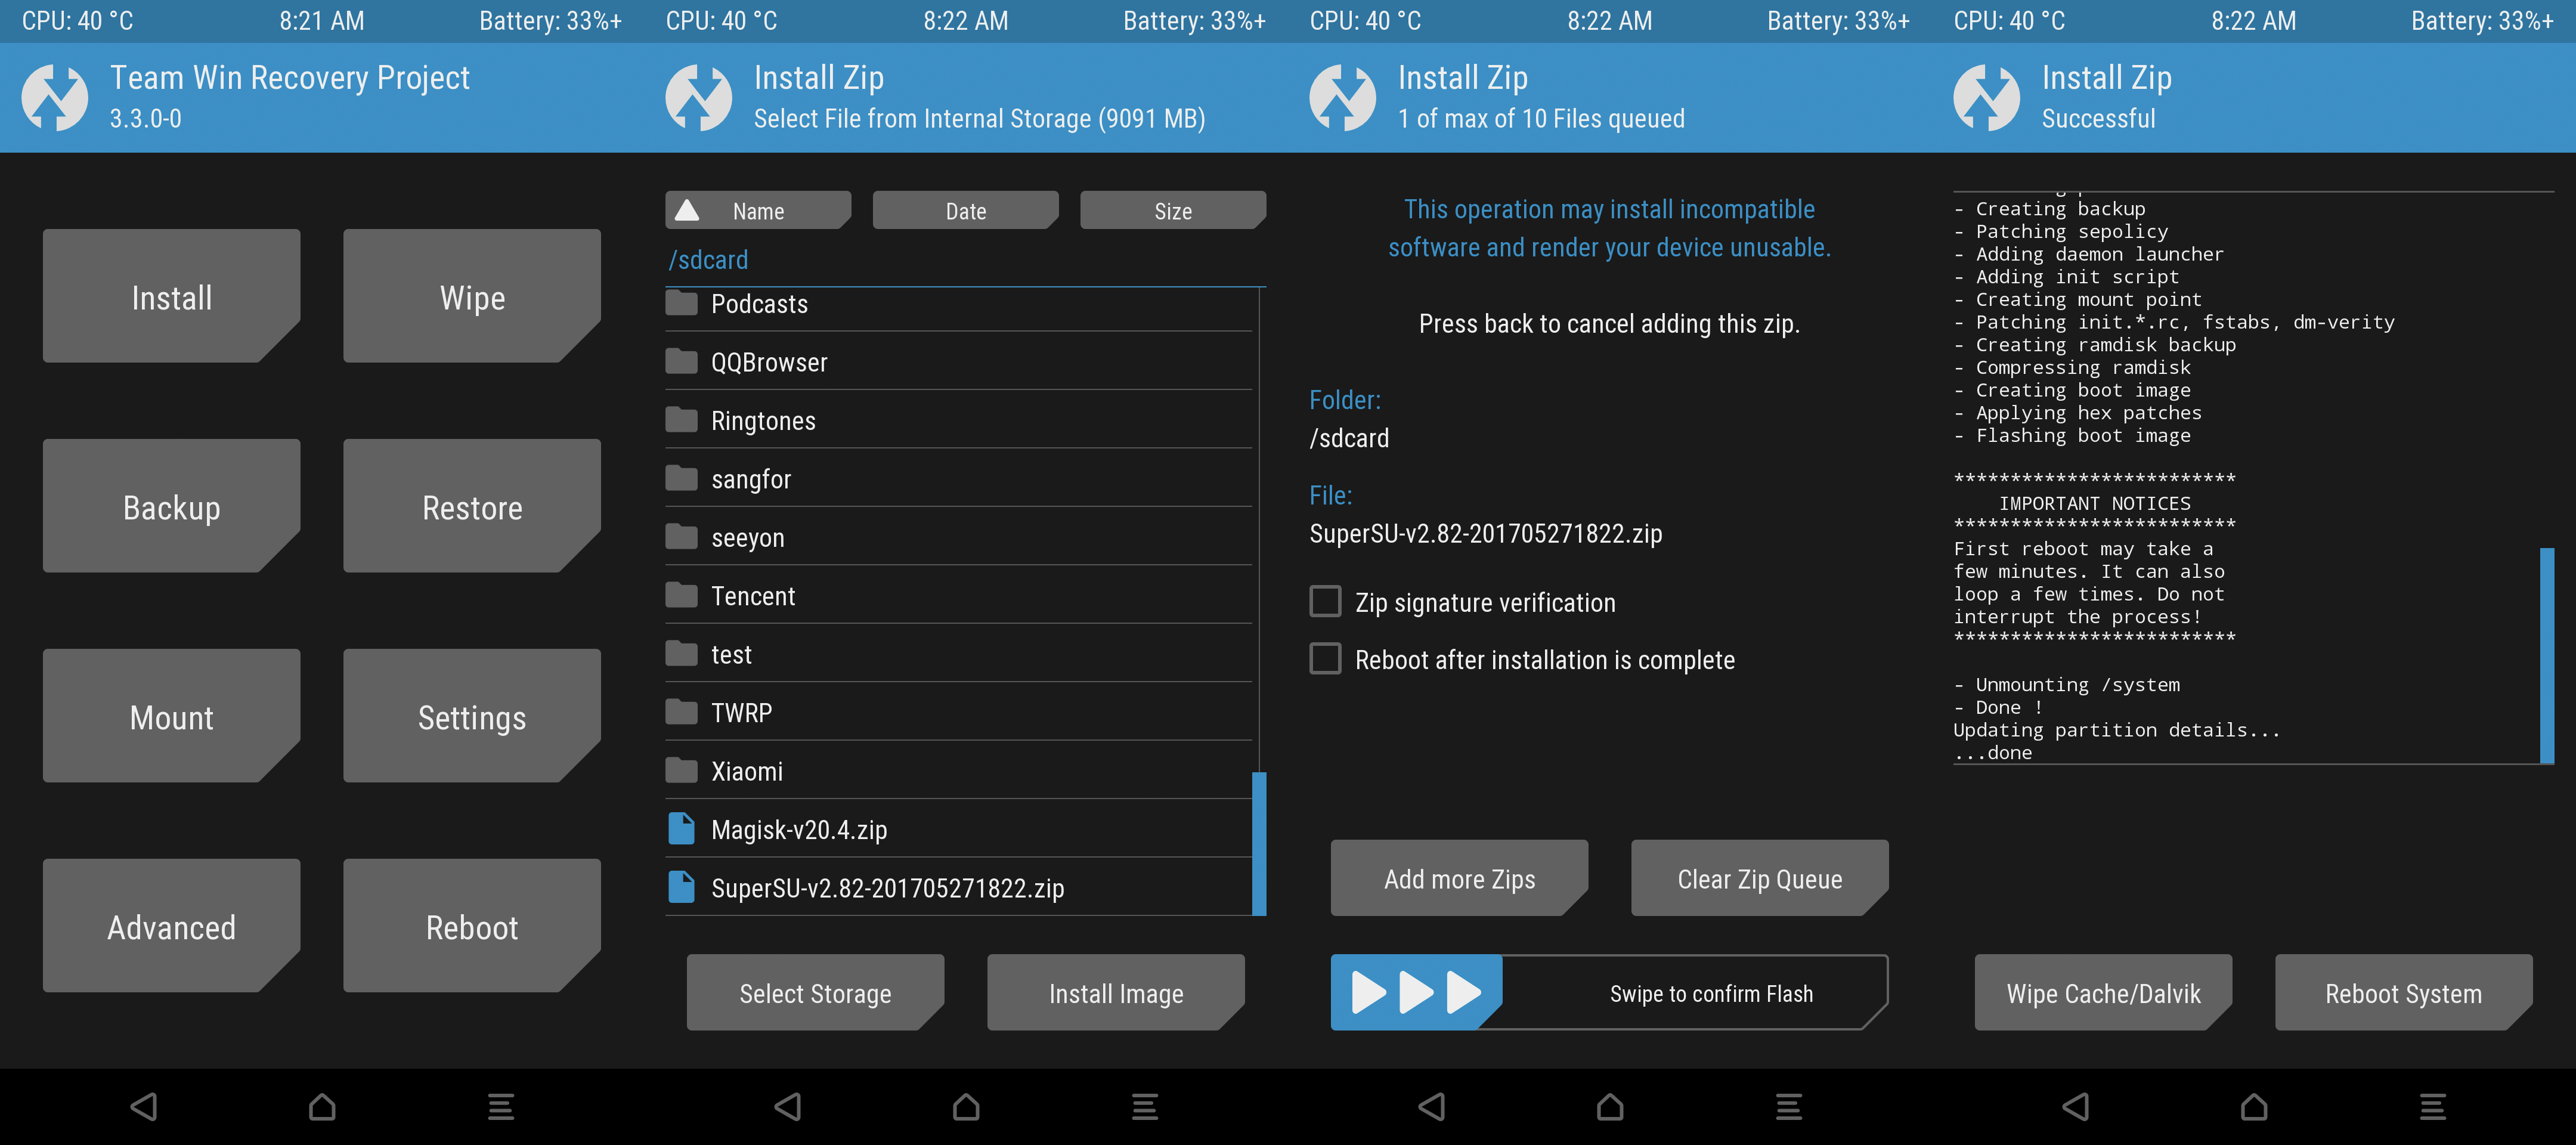 CPU: 40 °C 8:21 AM Battery: 33%+
Team Win Recovery Project
3.3.0-0
Install Wipe
Backup Restore
Mount Settings
Advanced Reboot
CPU: 40 °C 8:22 AM Battery: 33%+
Install Zip
Select File from Internal Storage (9091 MB)
Name Date Size
/sdcard
Podcasts
QQBrowser
Ringtones
sangfor
seeyon
Tencent
test
TWRP
Xiaomi
Magisk-v20.4.zip
SuperSU-v2.82-201705271822.zip
Select Storage Install Image
CPU: 40 °C 8:22 AM Battery: 33%+
Install Zip
1 of max of 10 Files queued
This operation may install incompatible
software and render your device unusable.
Press back to cancel adding this zip.
Folder:
/sdcard
File:
SuperSU-v2.82-201705271822.zip
Zip signature verification
Reboot after installation is complete
Add more Zips Clear Zip Queue
Swipe to confirm Flash
CPU: 40 °C 8:22 AM Battery: 33%+
Install Zip
Successful
- Creating backup
- Patching sepolicy
- Adding daemon launcher
- Adding init script
- Creating mount point
- Patching init.*.rc, fstabs, dm-verity
- Creating ramdisk backup
- Compressing ramdisk
- Creating boot image
- Applying hex patches
- Flashing boot image
*************************
IMPORTANT NOTICES
*************************
First reboot may take a
few minutes. It can also
loop a few times. Do not
interrupt the process!
*************************
- Unmounting /system
- Done !
Updating partition details...
...done
Wipe Cache/Dalvik Reboot System